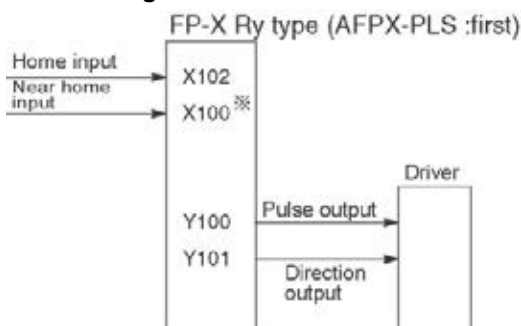 FP-X Ry type (AFPX-PLS :first)
Home input
Near home
input
X102
X100※
Driver
Y100
Pulse output
Y101
Direction
output